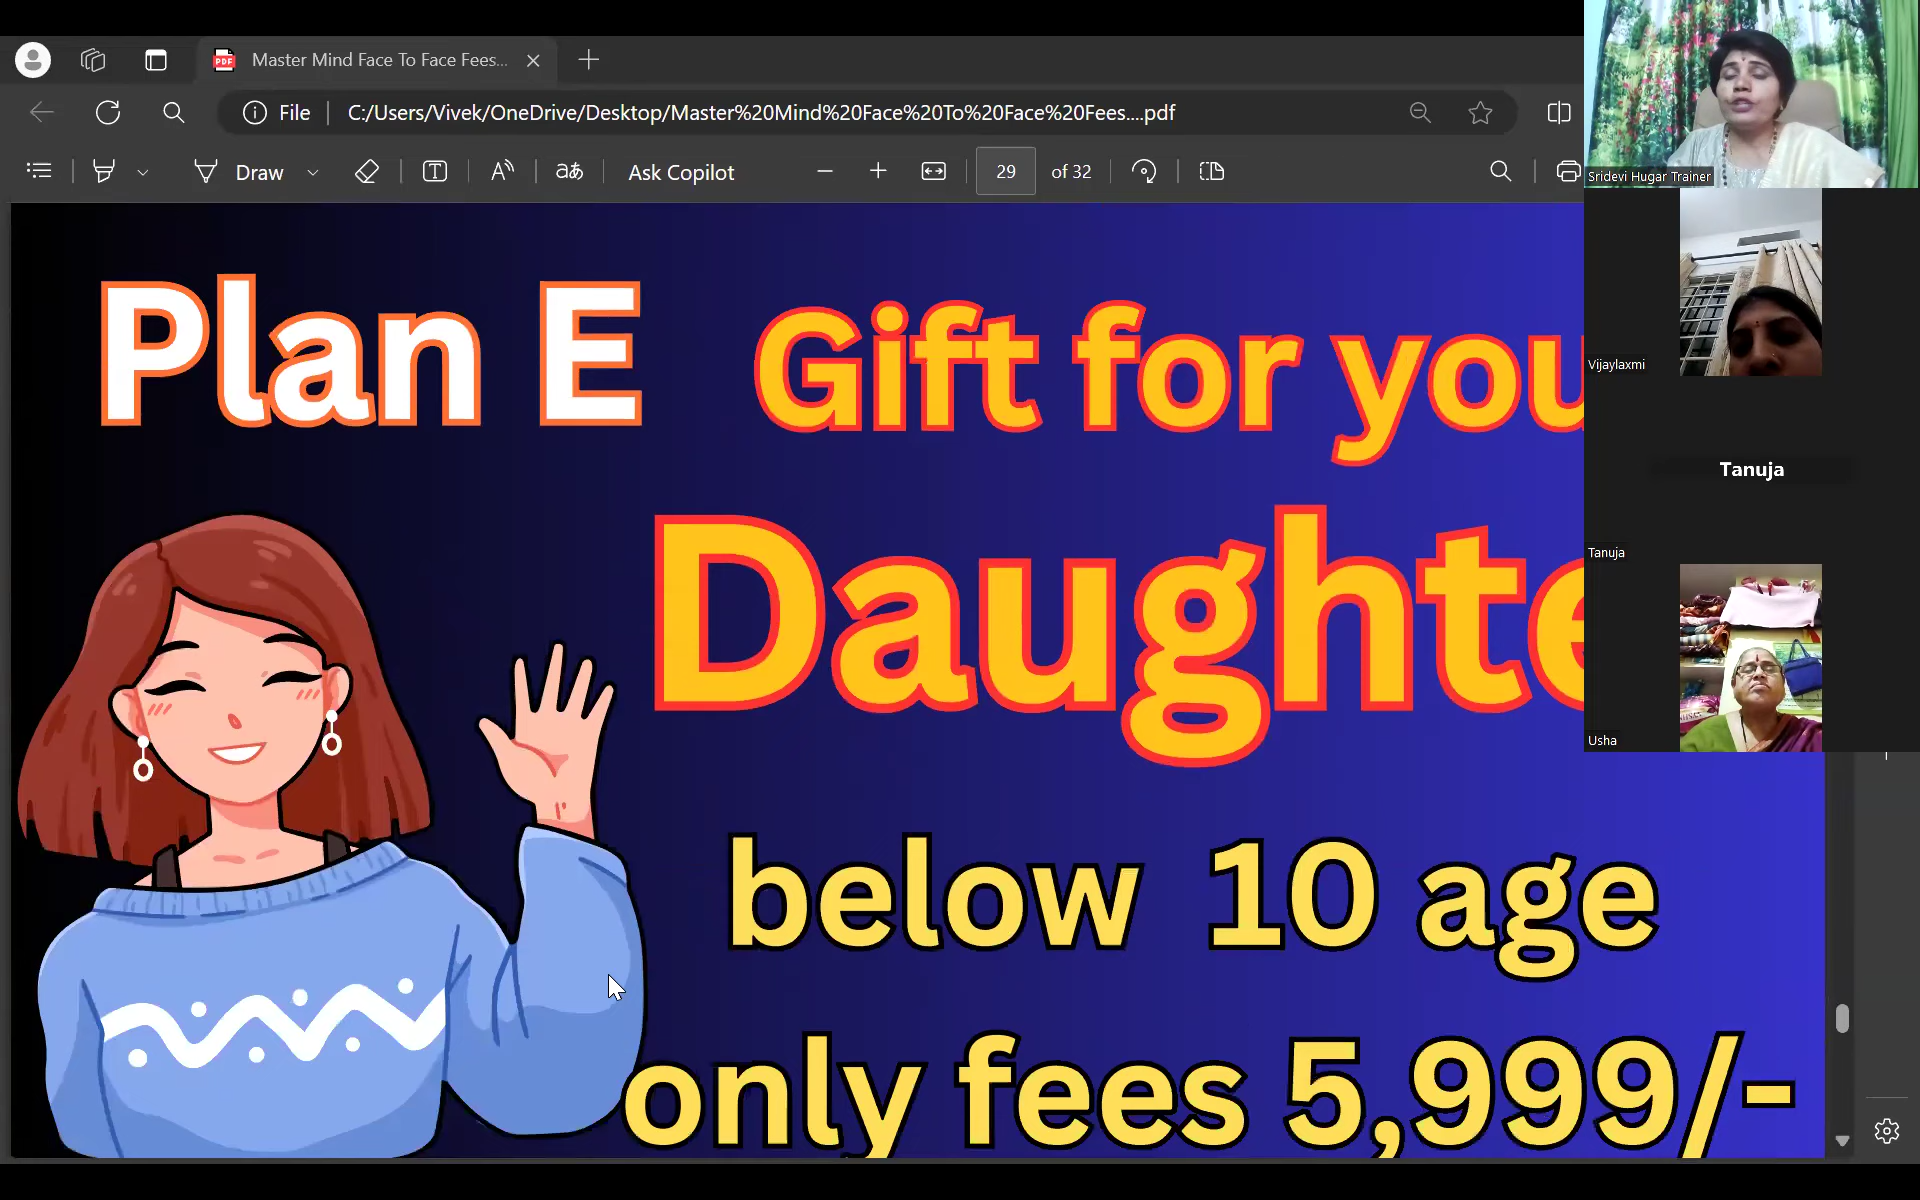 Master Mind Face To Face Fees...
File
C:/Users/Vivek/OneDrive/Desktop/Master%20Mind%20Face%20To%20Face%20Fees....pdf
Draw
T
A
aあ
Ask Copilot
29
of 32
Plan E
Gift for you
Daughte
below 10 age
only fees 5,999/-
Sridevi Hugar Trainer
Vijaylaxmi
Tanuja
Tanuja
Usha